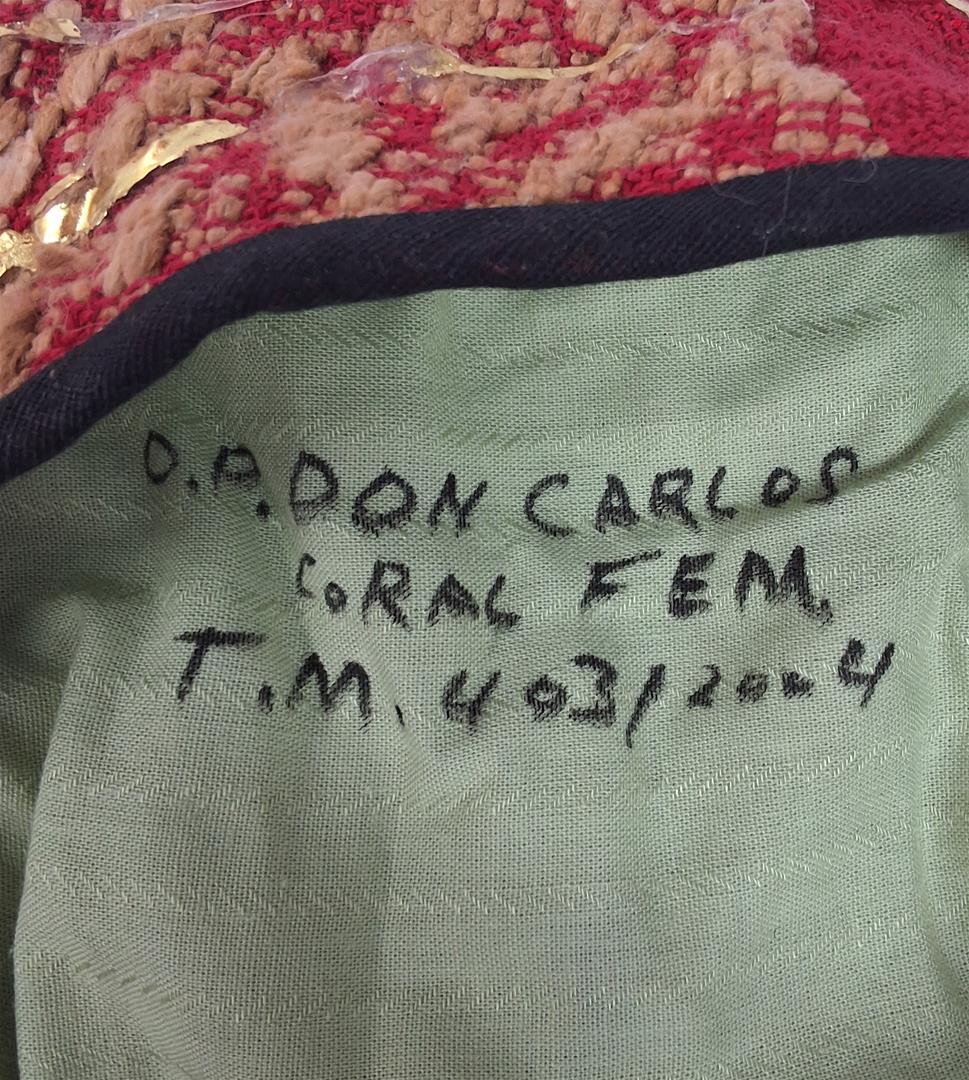 O.P. DON CARLOS
CORAL FEM.
T.M. 403/2004